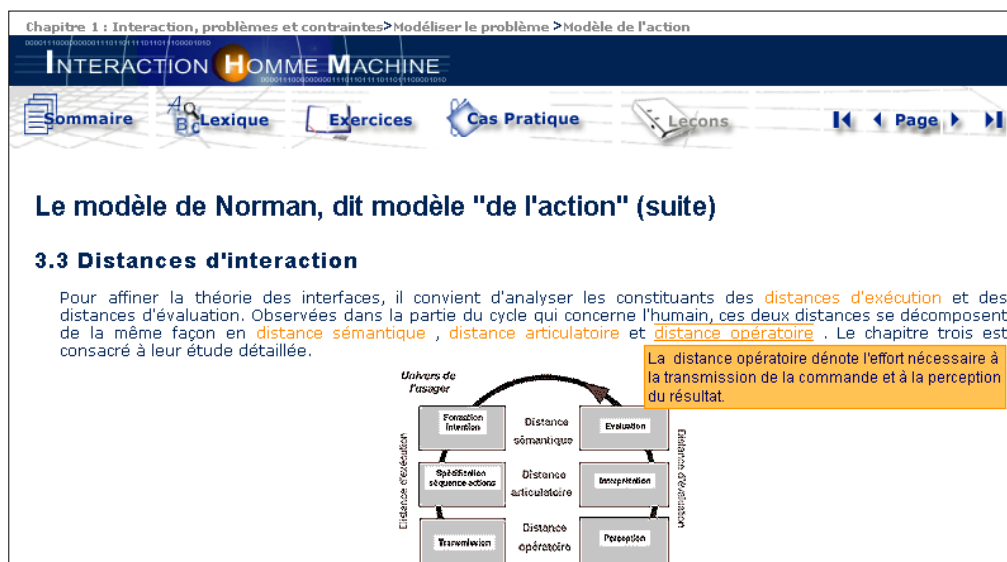 Chapitre 1 : Interaction, problèmes et contraintes>Modéliser le problème >Modèle de l'action
INTERACTION HOMME MACHINE
Sommaire
Lexique
Exercices
Cas Pratique
Leçons
Page
Le modèle de Norman, dit modèle "de l'action" (suite)
3.3 Distances d'interaction
Pour affiner la théorie des interfaces, il convient d'analyser les constituants des distances d'exécution et des
distances d'évaluation. Observées dans la partie du cycle qui concerne l'humain, ces deux distances se décomposent
de la même façon en distance sémantique , distance articulatoire et distance opératoire . Le chapitre trois est
consacré à leur étude détaillée.
La distance opératoire dénote l'effort nécessaire à
la transmission de la commande et à la perception
du résultat.
Univers de
l'usager
Formation
Intention
Distance
sémantique
Evaluation
Distance d'exécution
Spécification
séquence actions
Distance
articulatoire
Interprétation
Distance d'évaluation
Transmission
Distance
opératoire
Perception